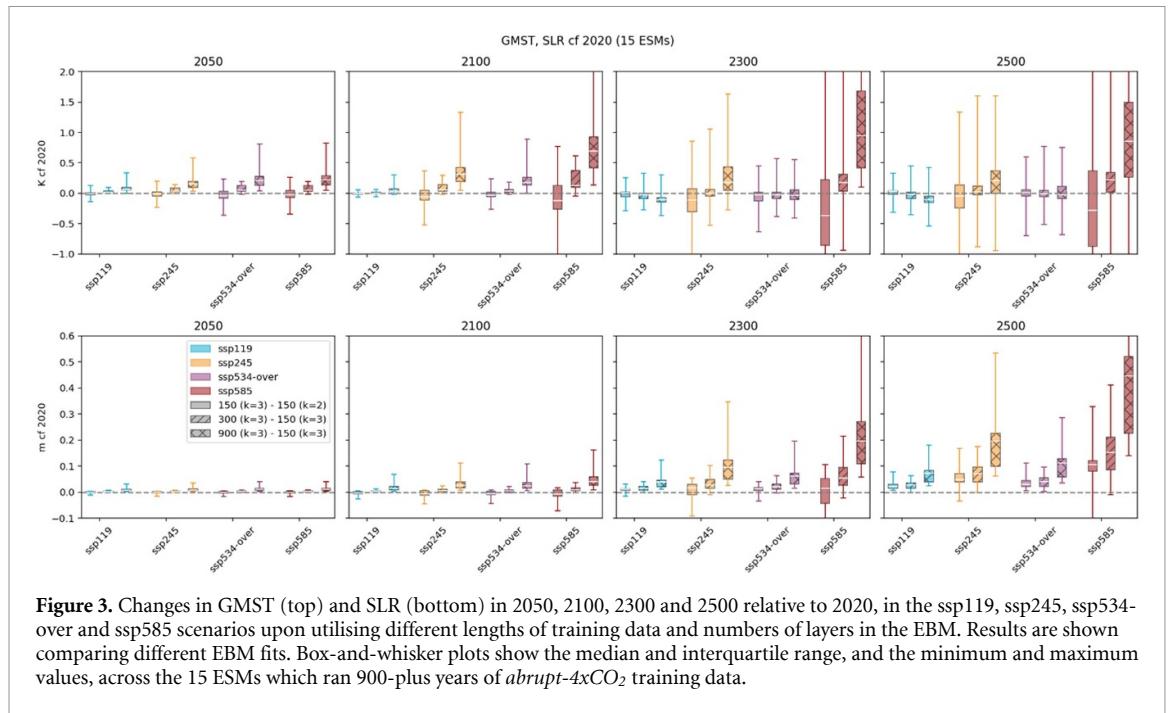 GMST, SLR cf 2020 (15 ESMs)
2050
2100
2300
2500
K cf 2020
2.0
1.5
1.0
0.5
0.0
−0.5
−1.0
ssp119
ssp245
ssp534-over
ssp585
ssp119
ssp245
ssp534-over
ssp585
ssp119
ssp245
ssp534-over
ssp585
ssp119
ssp245
ssp534-over
ssp585
2050
2100
2300
2500
m cf 2020
0.6
0.5
0.4
0.3
0.2
0.1
0.0
−0.1
ssp119
ssp245
ssp534-over
ssp585
150 (k=3) - 150 (k=2)
300 (k=3) - 150 (k=3)
900 (k=3) - 150 (k=3)
ssp119
ssp245
ssp534-over
ssp585
ssp119
ssp245
ssp534-over
ssp585
ssp119
ssp245
ssp534-over
ssp585
ssp119
ssp245
ssp534-over
ssp585
Figure 3. Changes in GMST (top) and SLR (bottom) in 2050, 2100, 2300 and 2500 relative to 2020, in the ssp119, ssp245, ssp534-
over and ssp585 scenarios upon utilising different lengths of training data and numbers of layers in the EBM. Results are shown
comparing different EBM fits. Box-and-whisker plots show the median and interquartile range, and the minimum and maximum
values, across the 15 ESMs which ran 900-plus years of abrupt-4xCO₂ training data.